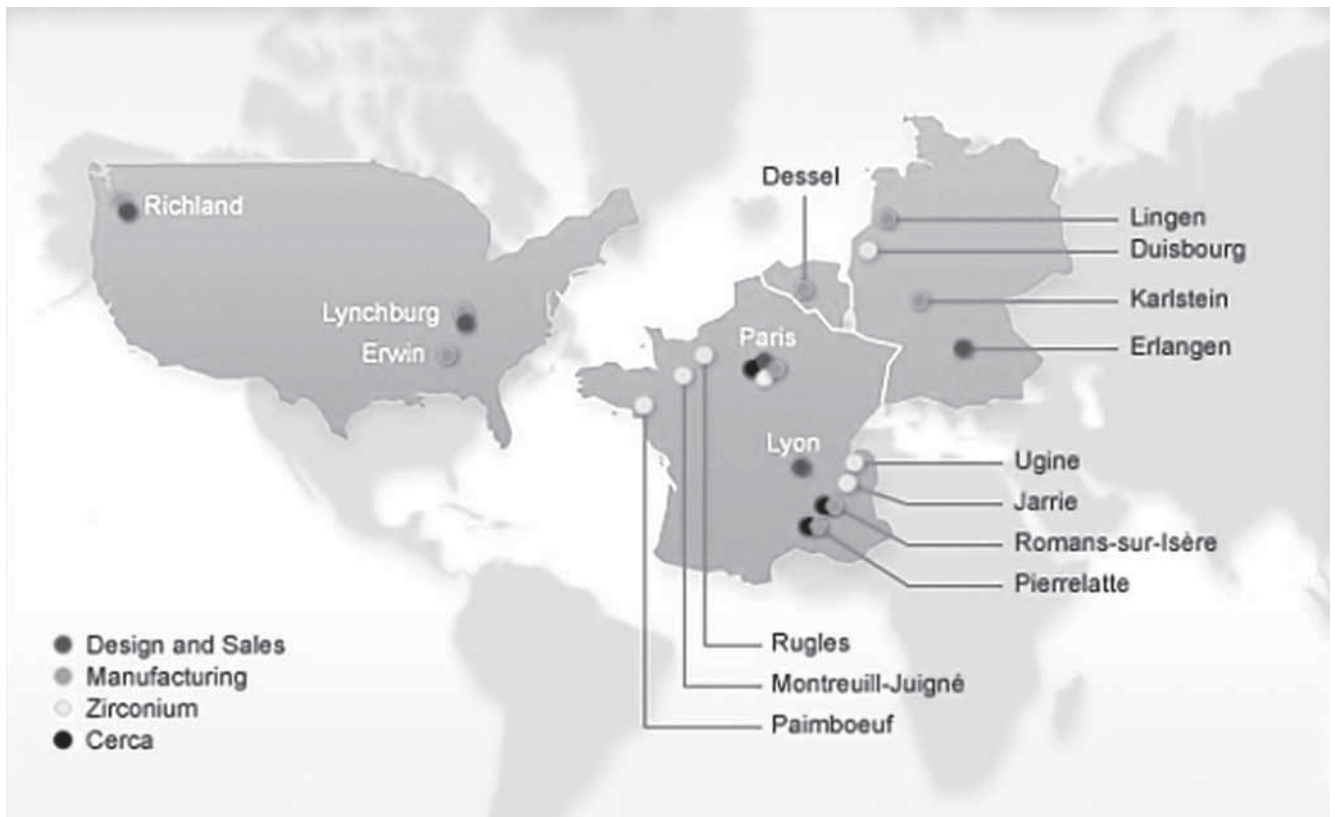 Dessel
Richland
Lingen
Duisbourg
Lynchburg
Karlstein
Paris
Erwin
Erlangen
Lyon
Ugine
Jarrie
Romans-sur-Isère
Pierrelatte
Design and Sales
Rugles
Manufacturing
Montreuill-Juigné
Zirconium
Paimboeuf
Cerca